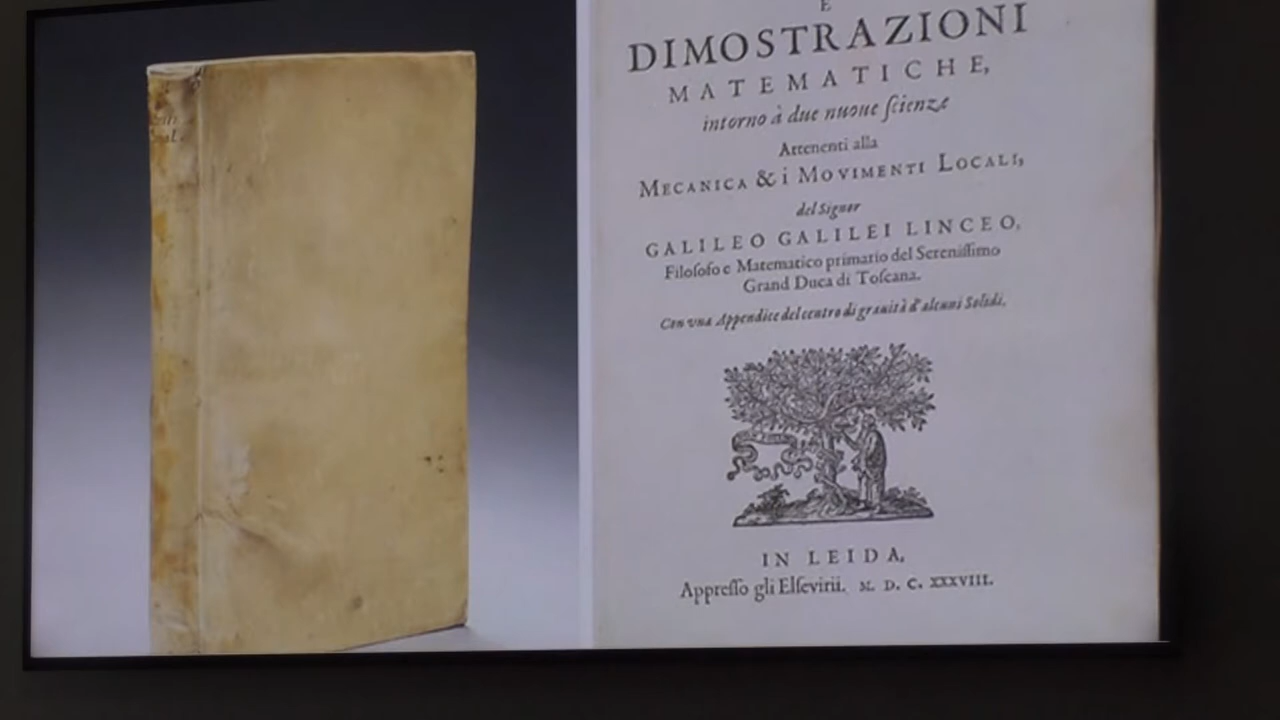 E
DIMOSTRAZIONI
MATEMATICHE,
intorno à due nuoue ſcienze
Attenenti alla
MECANICA & i MOVIMENTI LOCALI,
del Signor
GALILEO GALILEI LINCEO,
Filoſofo e Matematico primario del Sereniſſimo
Grand Duca di Toſcana.
Con vna Appendice del centro di grauità d'alcuni Solidi.
IN LEIDA,
Appreſſo gli Elſevirii. M. D. C. XXXVIII.